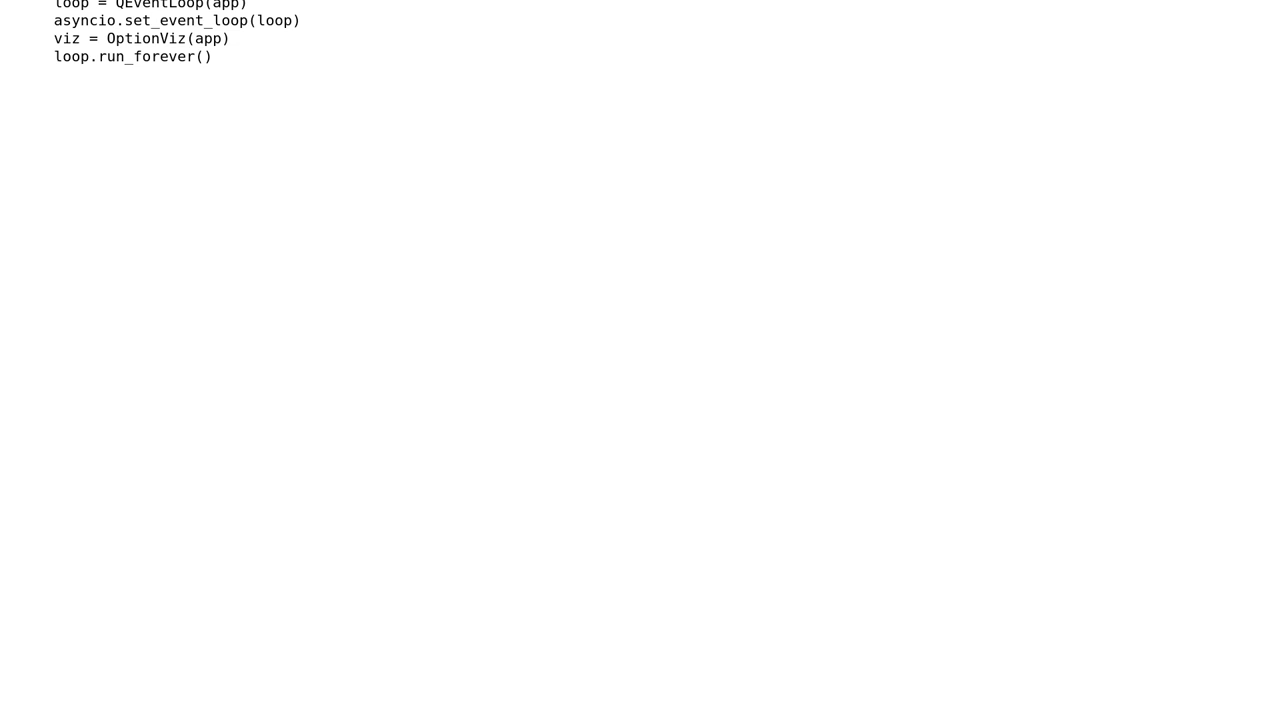 loop = QEventLoop(app)
asyncio.set_event_loop(loop)
viz = OptionViz(app)
loop.run_forever()